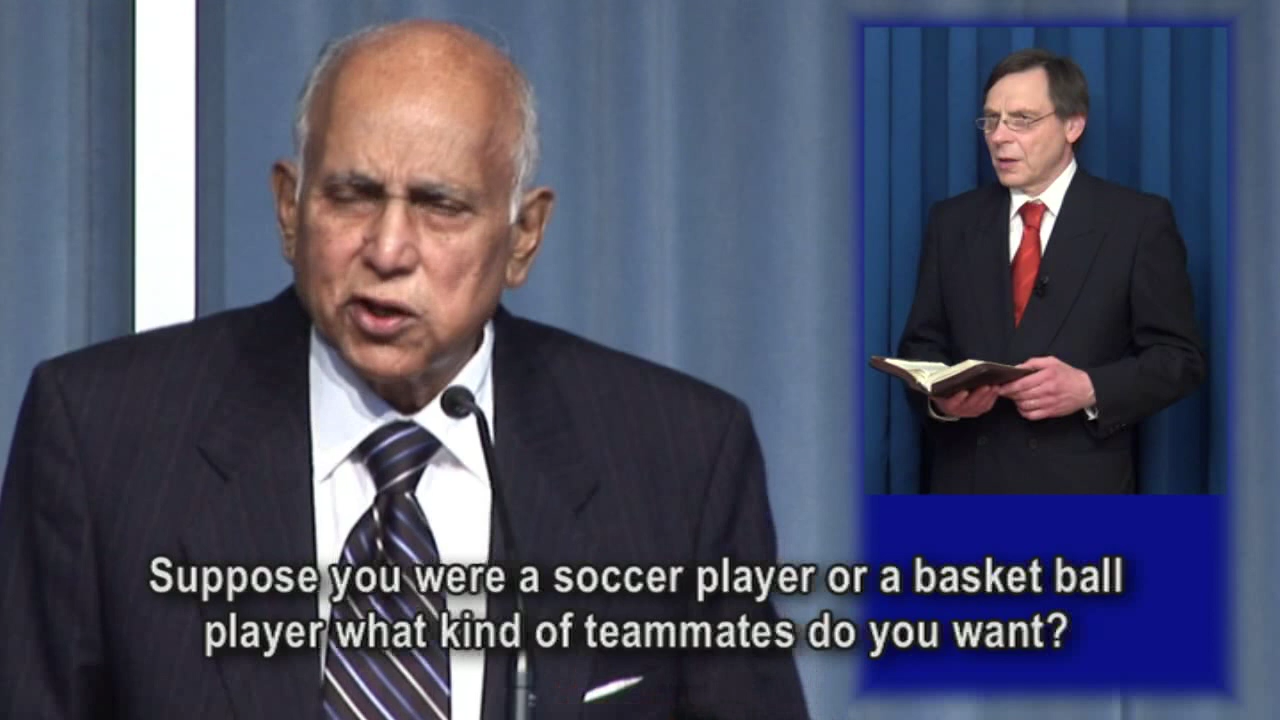 Suppose you were a soccer player or a basket ball
player what kind of teammates do you want?